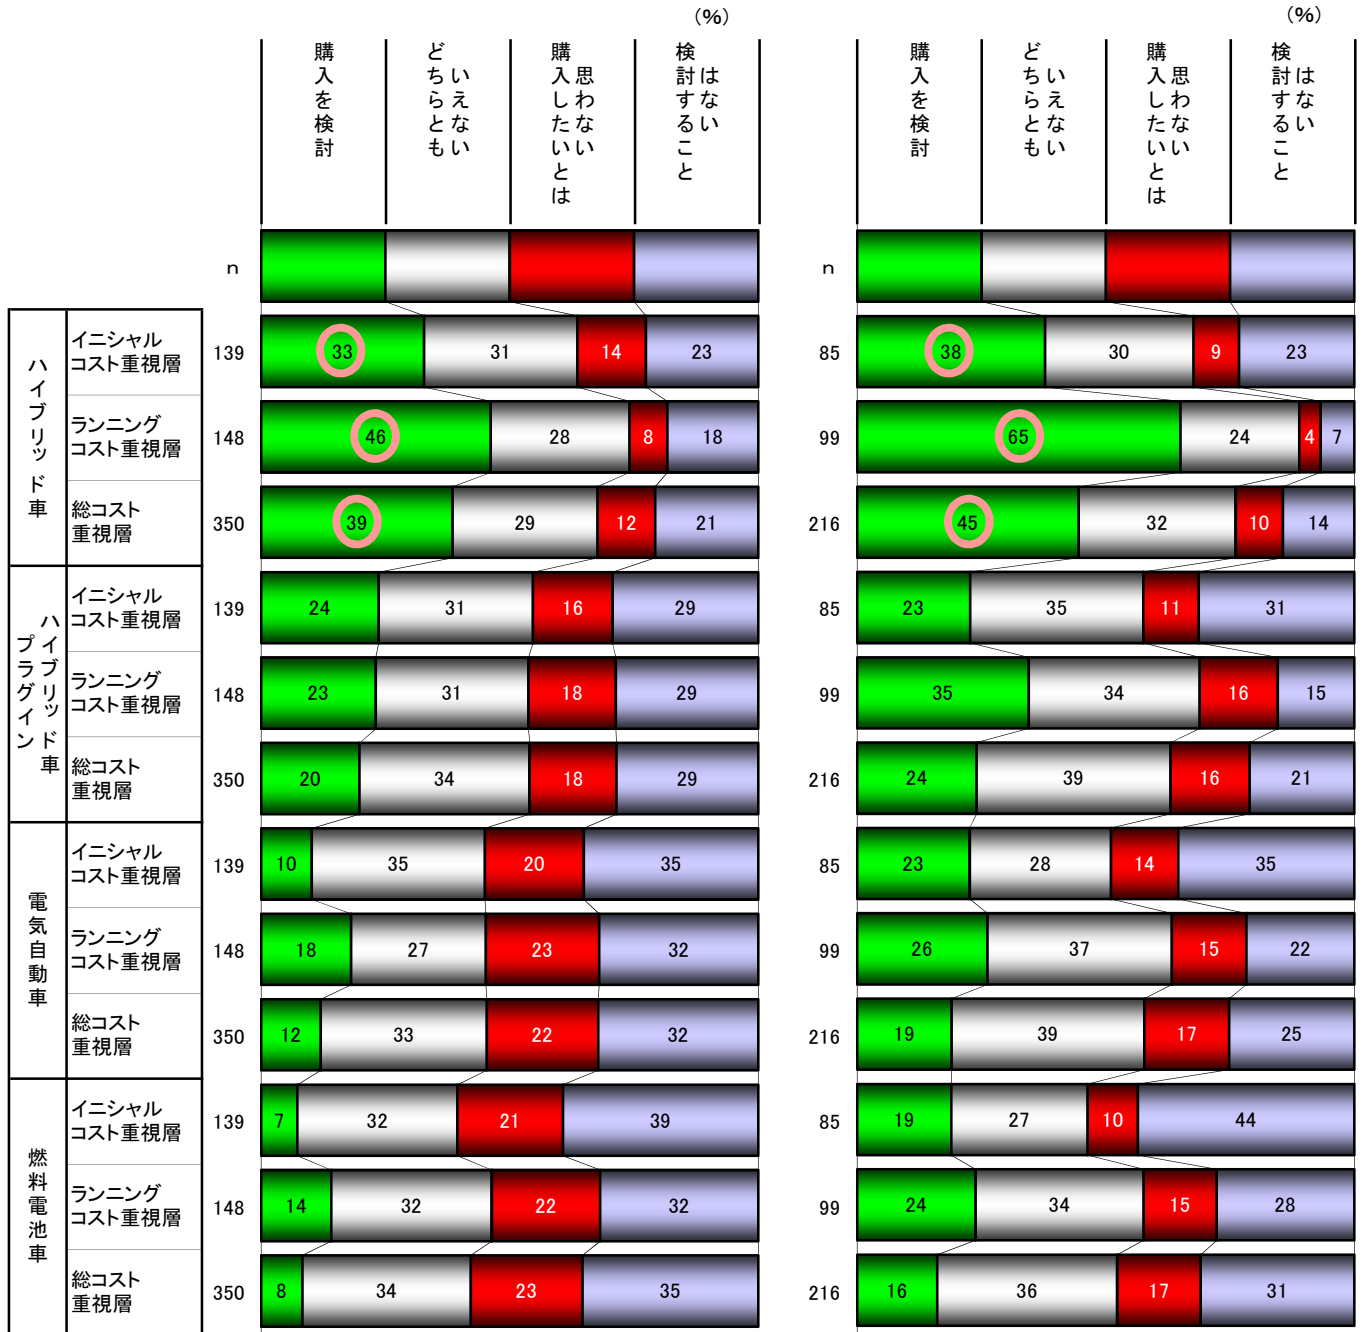 (%)
(%)
購入を検討
どちらとも
いえない
購入したいとは
思わない
検討すること
はない
購入を検討
どちらとも
いえない
購入したいとは
思わない
検討すること
はない
n
n
ハイブリッド車
イニシャル
コスト重視層
139
33
31
14
23
85
38
30
9
23
ランニング
コスト重視層
148
46
28
8
18
99
65
24
4
7
総コスト
重視層
350
39
29
12
21
216
45
32
10
14
プラグイン
ハイブリッド車
イニシャル
コスト重視層
139
24
31
16
29
85
23
35
11
31
ランニング
コスト重視層
148
23
31
18
29
99
35
34
16
15
総コスト
重視層
350
20
34
18
29
216
24
39
16
21
電気自動車
イニシャル
コスト重視層
139
10
35
20
35
85
23
28
14
35
ランニング
コスト重視層
148
18
27
23
32
99
26
37
15
22
総コスト
重視層
350
12
33
22
32
216
19
39
17
25
燃料電池車
イニシャル
コスト重視層
139
7
32
21
39
85
19
27
10
44
ランニング
コスト重視層
148
14
32
22
32
99
24
34
15
28
総コスト
重視層
350
8
34
23
35
216
16
36
17
31